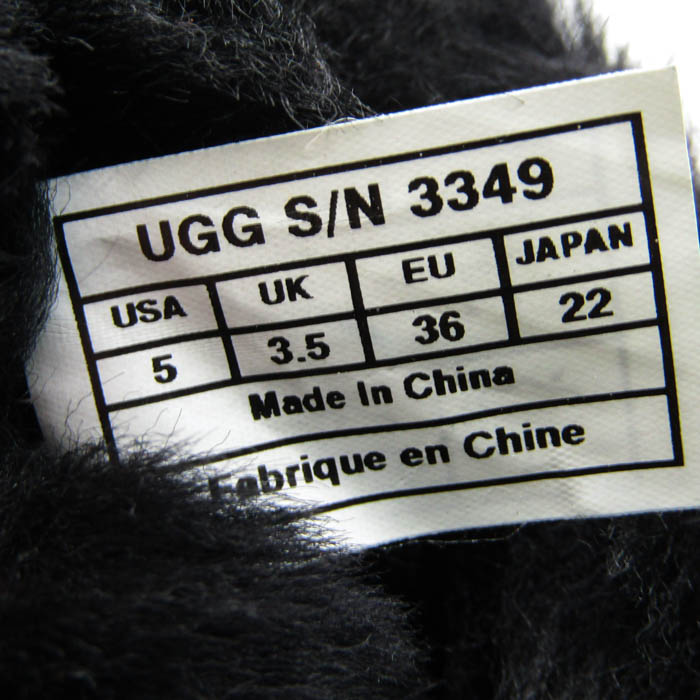 UGG S/N 3349
USA UK EU JAPAN
5 3.5 36 22
Made In China
Fabrique en Chine